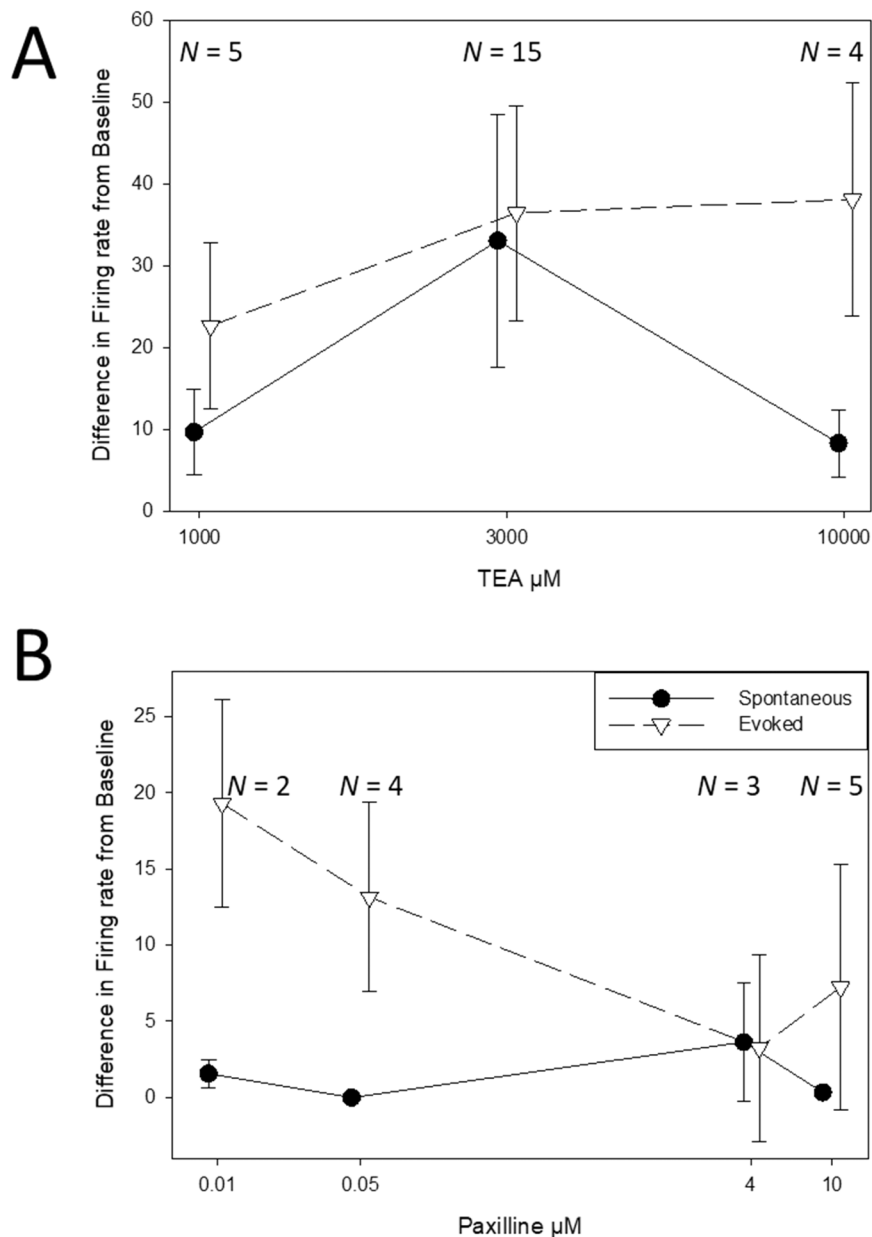 A
60
N = 5
N = 15
N = 4
50
40
30
20
10
0
Difference in Firing rate from Baseline
1000
3000
10000
TEA µM
B
Spontaneous
Evoked
25
N = 2
N = 4
N = 3
N = 5
20
15
10
5
0
Difference in Firing rate from Baseline
0.01
0.05
4
10
Paxilline µM